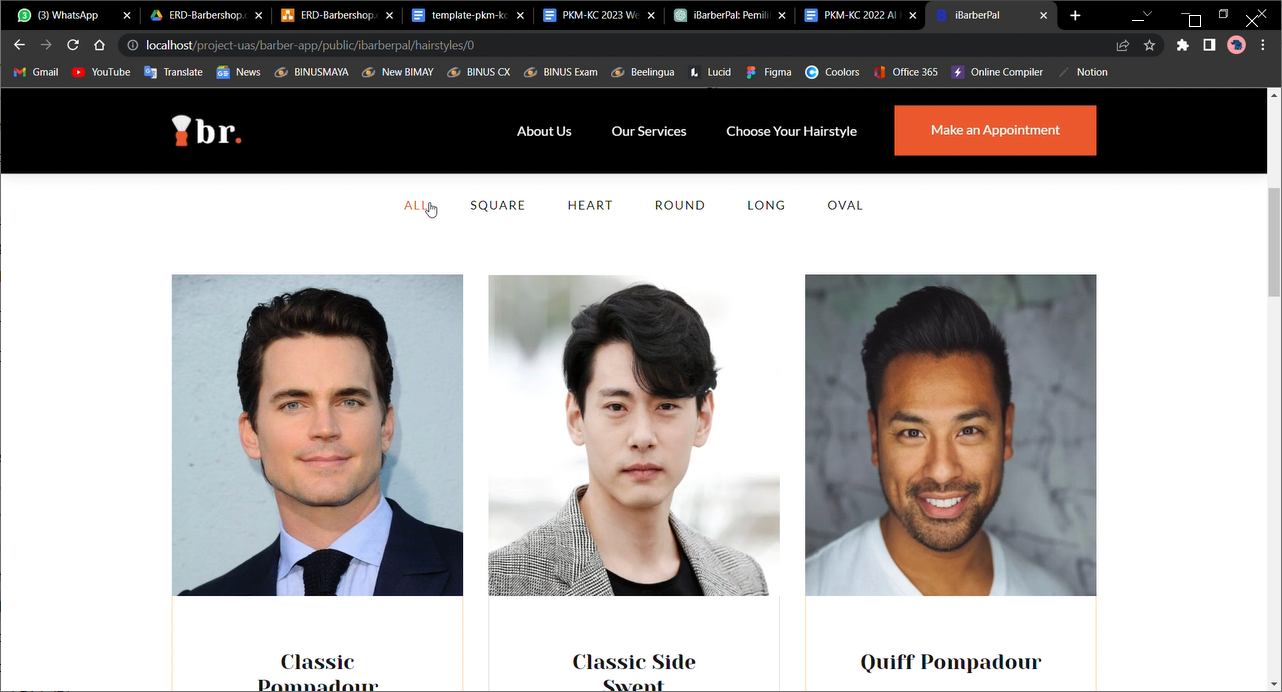 (3) WhatsApp
ERD-Barbershop.
ERD-Barbershop.
template-pkm-kc
PKM-KC 2023 We
iBarberPal: Pemili
PKM-KC 2022 AI
iBarberPal
localhost/project-uas/barber-app/public/ibarberpal/hairstyles/0
Gmail
YouTube
Translate
News
BINUSMAYA
New BIMAY
BINUS CX
BINUS Exam
Beelingua
Lucid
Figma
Coolors
Office 365
Online Compiler
Notion
br.
About Us
Our Services
Choose Your Hairstyle
Make an Appointment
ALL
SQUARE
HEART
ROUND
LONG
OVAL
Classic
Pompadour
Classic Side
Swept
Quiff Pompadour